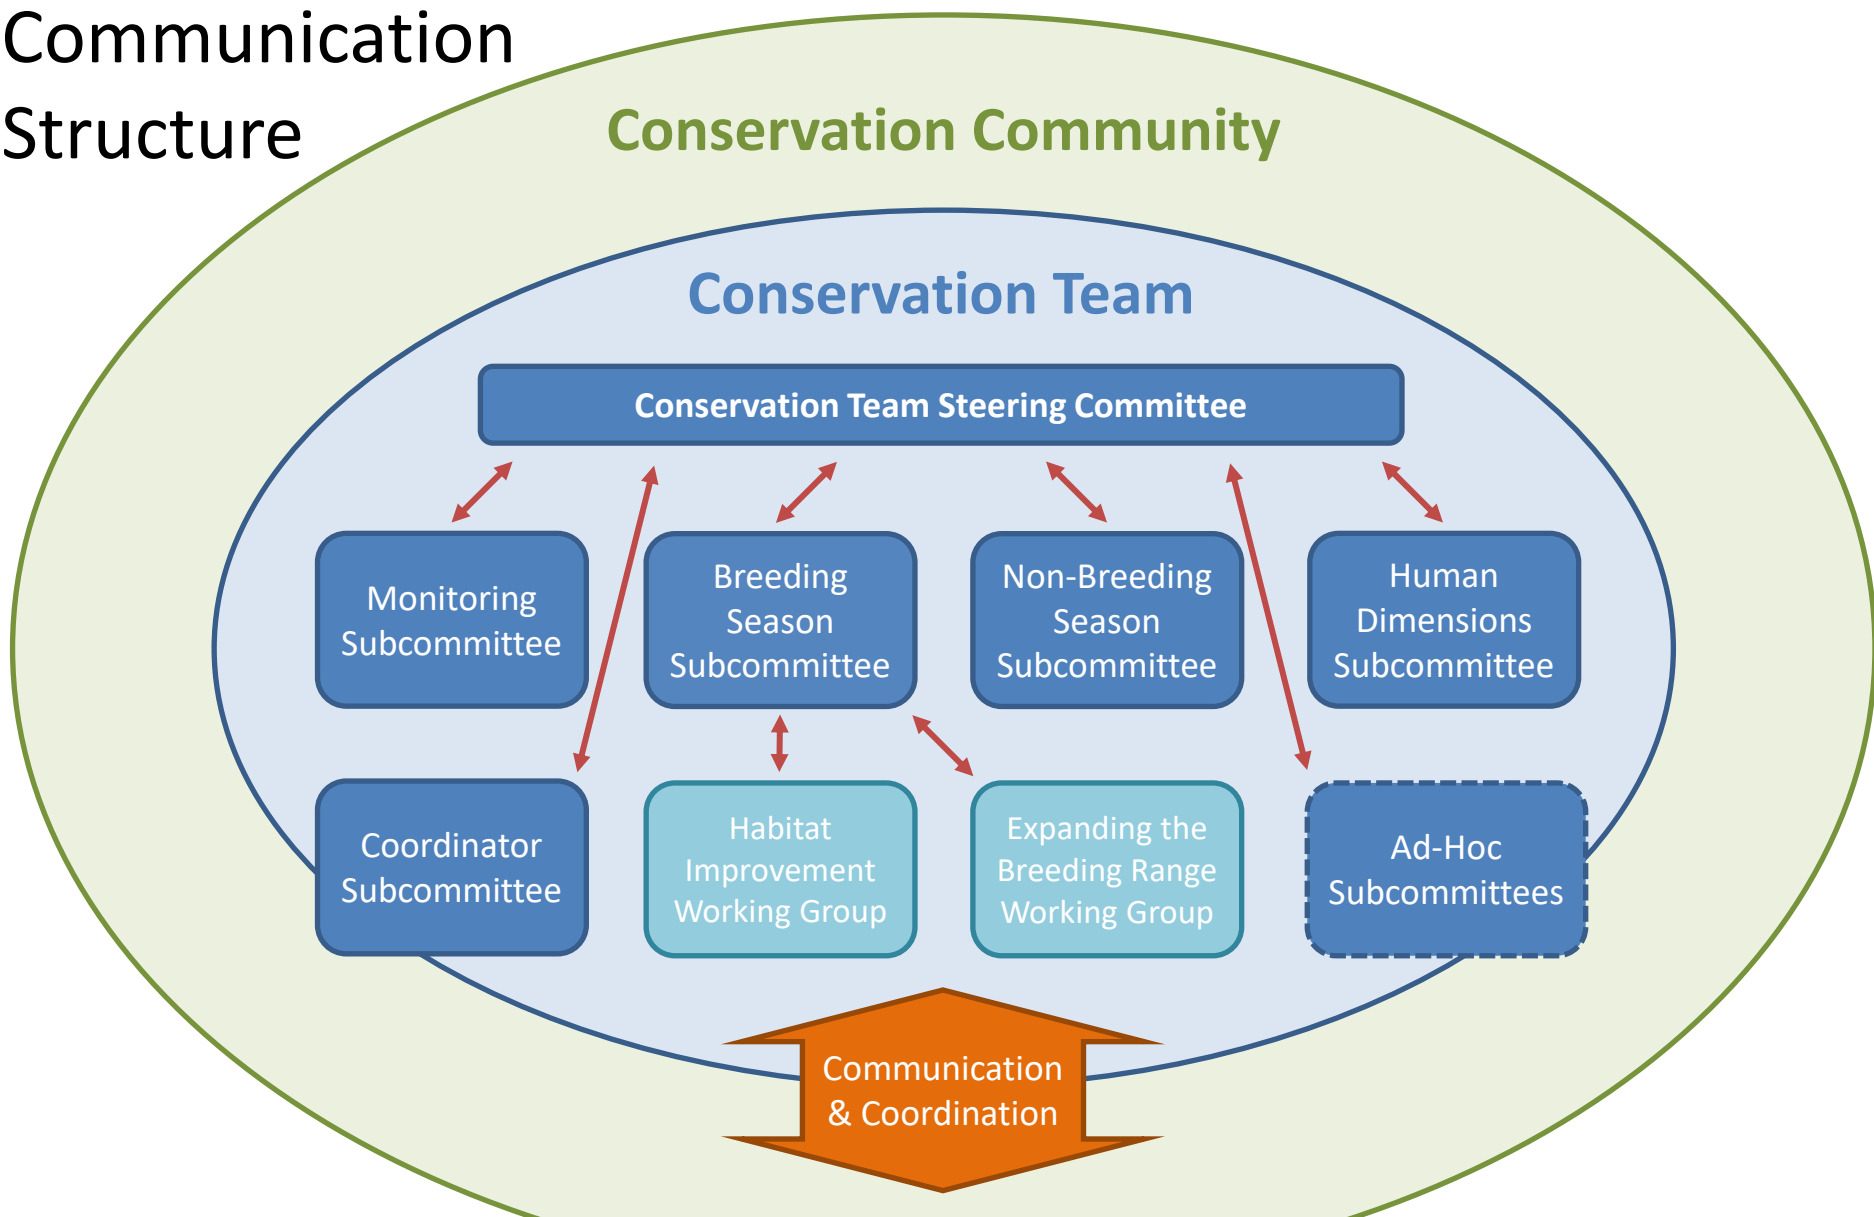 Communication
Structure
Conservation Community
Conservation Team
Conservation Team Steering Committee
Monitoring
Subcommittee
Breeding
Season
Subcommittee
Non-Breeding
Season
Subcommittee
Human
Dimensions
Subcommittee
Coordinator
Subcommittee
Habitat
Improvement
Working Group
Expanding the
Breeding Range
Working Group
Ad-Hoc
Subcommittees
Communication
& Coordination